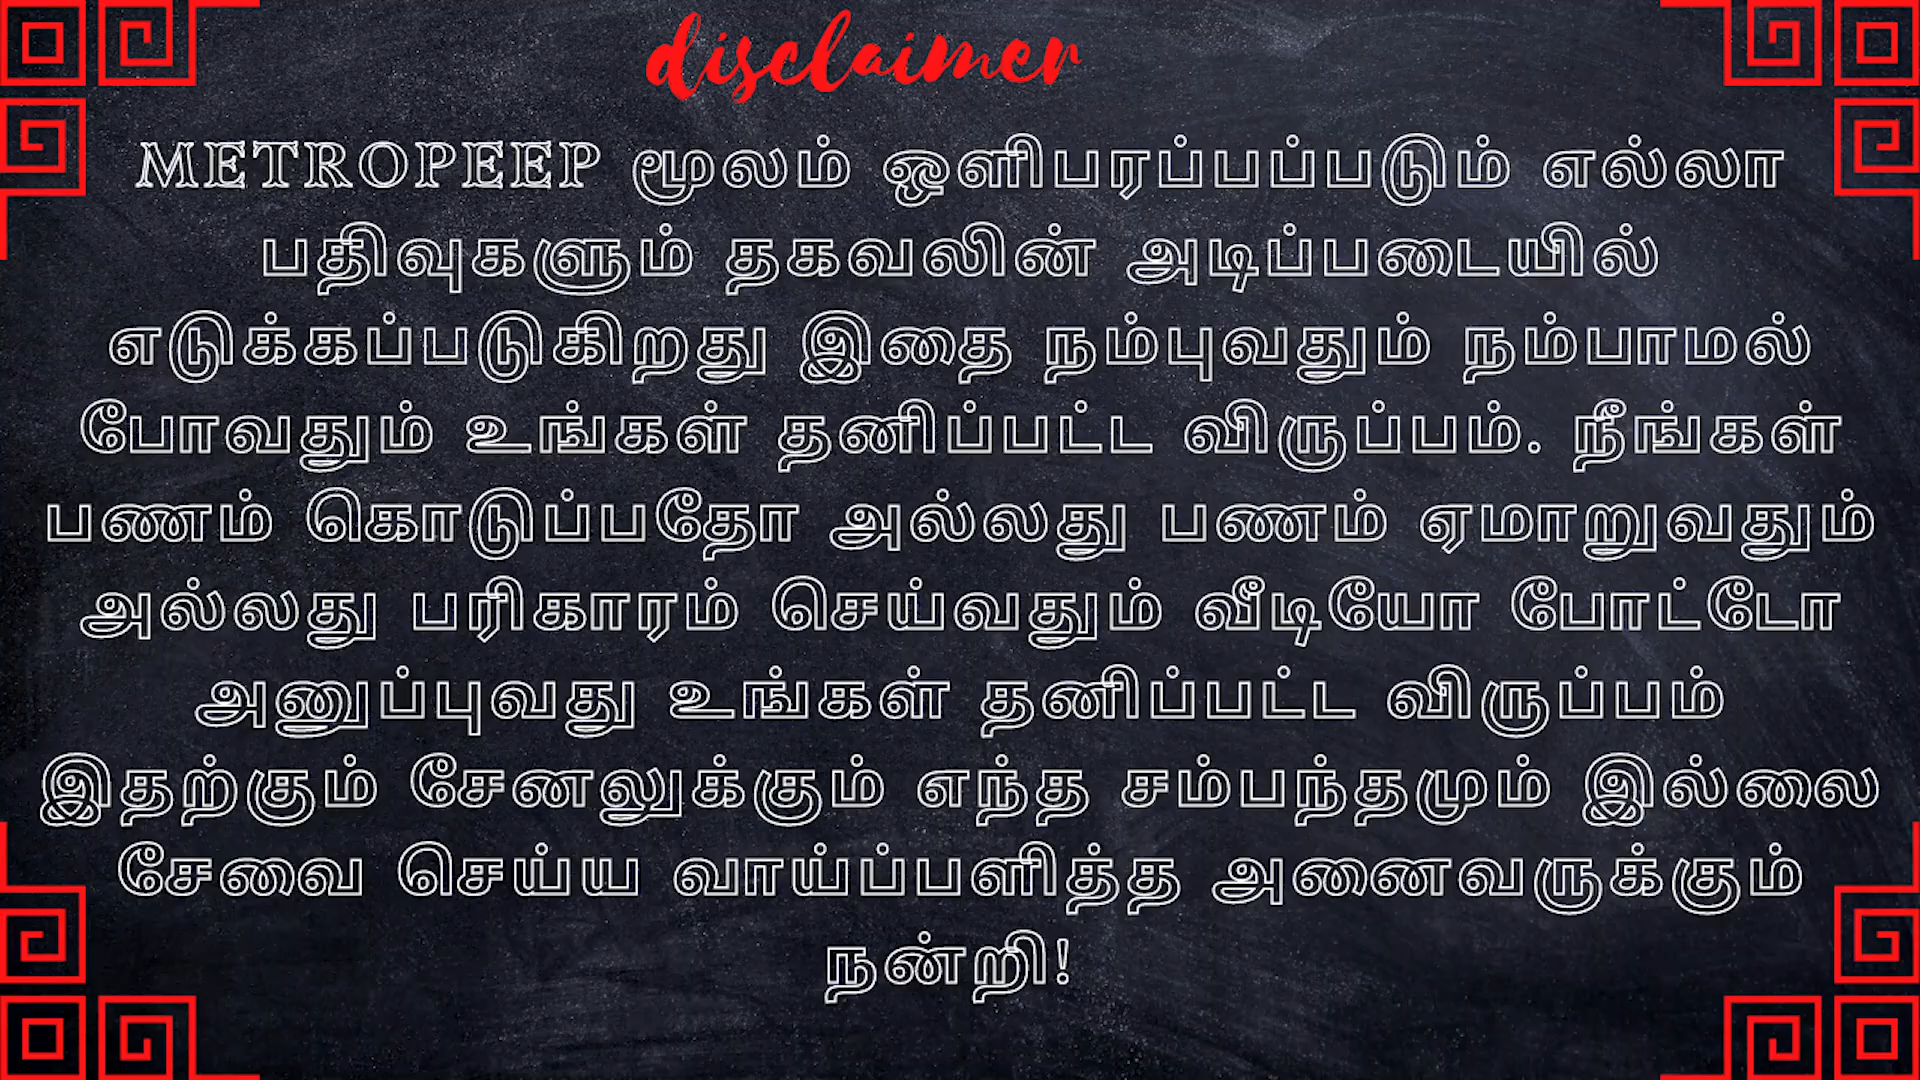 disclaimer
METROPEEP மூலம் ஒளிபரப்பப்படும் எல்லா
பதிவுகளும் தகவலின் அடிப்படையில்
எடுக்கப்படுகிறது இதை நம்புவதும் நம்பாமல்
போவதும் உங்கள் தனிப்பட்ட விருப்பம். நீங்கள்
பணம் கொடுப்பதோ அல்லது பணம் ஏமாறுவதும்
அல்லது பரிகாரம் செய்வதும் வீடியோ போட்டோ
அனுப்புவது உங்கள் தனிப்பட்ட விருப்பம்
இதற்கும் சேனலுக்கும் எந்த சம்பந்தமும் இல்லை
சேவை செய்ய வாய்ப்பளித்த அனைவருக்கும்
நன்றி!